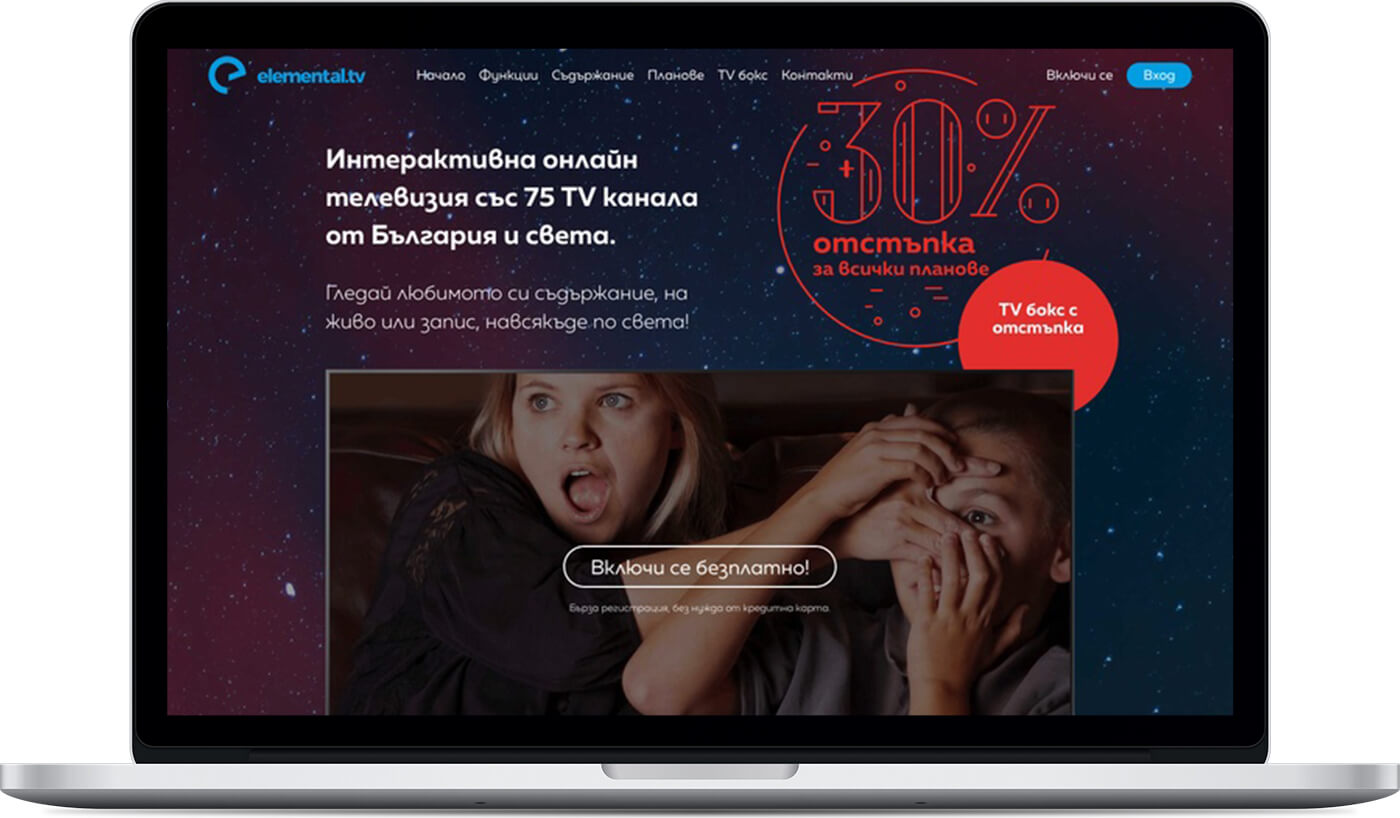 elemental.tv
Начало Функции Съдържание Планове TV бокс Контакти
Включи се Вход
Интерактивна онлайн
телевизия със 75 TV канала
от България и света.
Гледай любимото си съдържание, на
живо или запис, навсякъде по света!
30%
отстъпка
за всички планове
TV бокс с
отстъпка
Включи се безплатно!
Бърза регистрация, без нужда от кредитна карта.